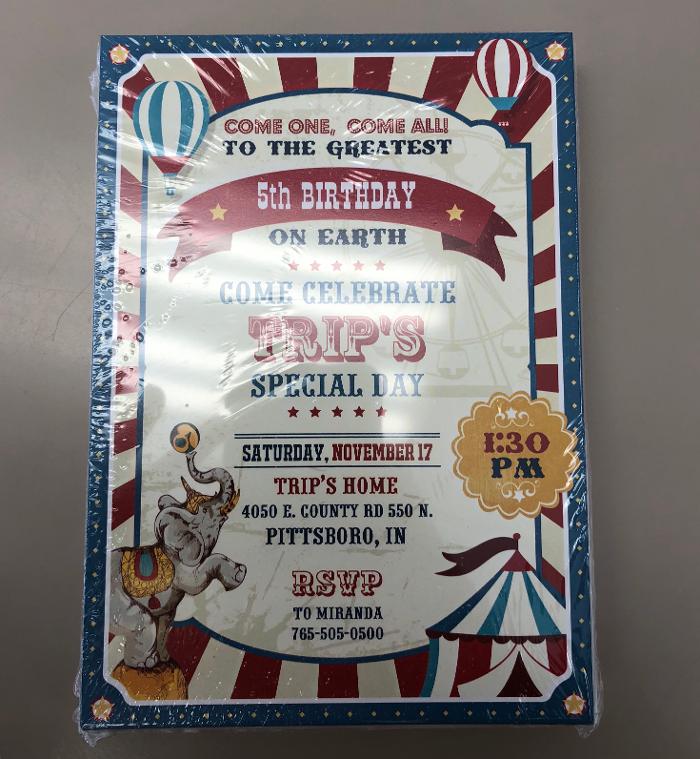 COME ONE, COME ALL!
TO THE GREATEST
5th BIRTHDAY
ON EARTH
COME CELEBRATE
TRIP'S
SPECIAL DAY
SATURDAY, NOVEMBER 17
1:30
PM
TRIP'S HOME
4050 E. COUNTY RD 550 N.
PITTSBORO, IN
RSVP
TO MIRANDA
765-505-0500